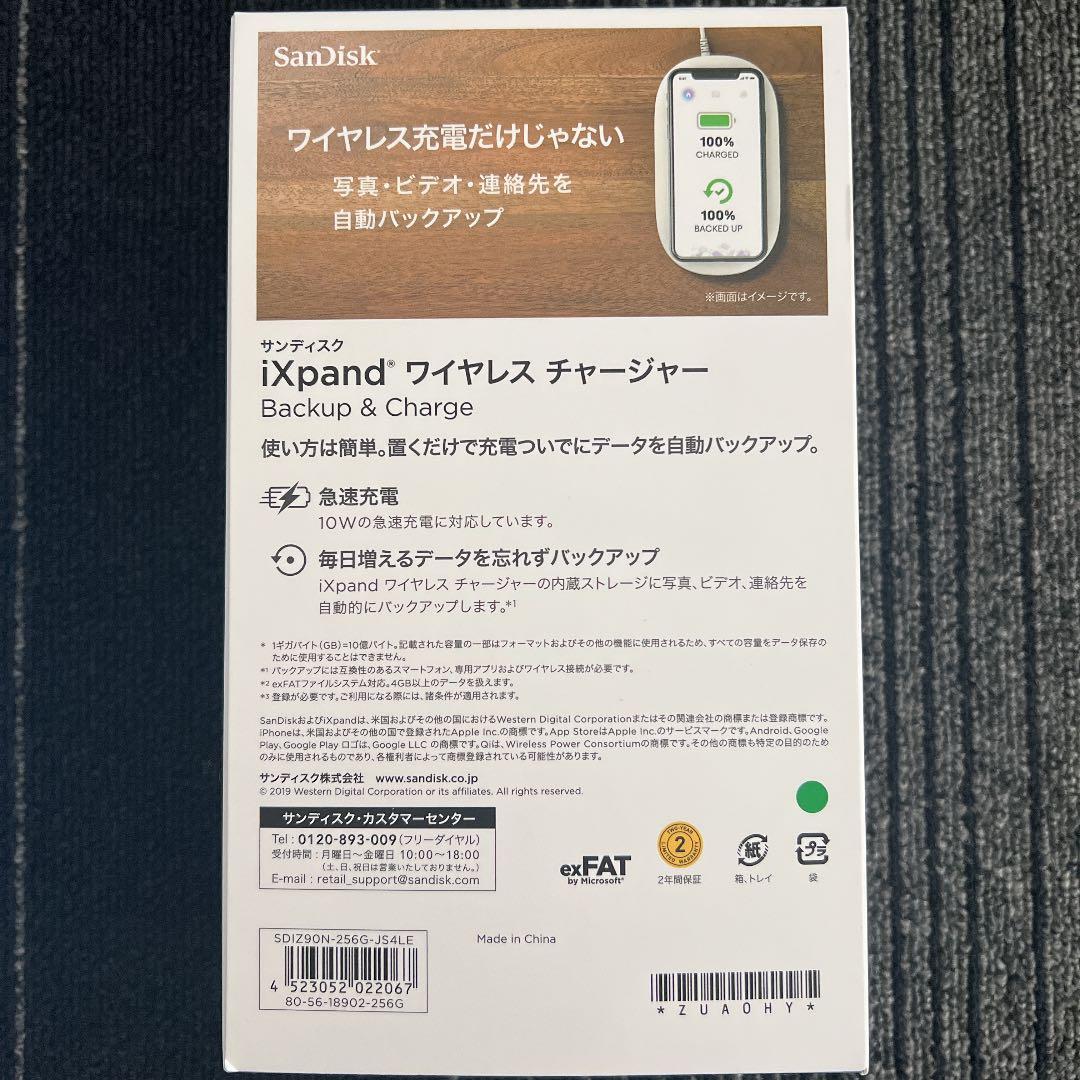 SanDisk
ワイヤレス充電だけじゃない
写真・ビデオ・連絡先を
自動バックアップ
100%
CHARGED
100%
BACKED UP
※画面はイメージです。
サンディスク
iXpand® ワイヤレス チャージャー
Backup & Charge
使い方は簡単。置くだけで充電ついでにデータを自動バックアップ。
急速充電
10Wの急速充電に対応しています。
毎日増えるデータを忘れずバックアップ
iXpand ワイヤレス チャージャーの内蔵ストレージに写真、ビデオ、連絡先を
自動的にバックアップします。*1
* 1ギガバイト(GB)=10億バイト。記載された容量の一部はフォーマットおよびその他の機能に使用されるため、すべての容量をデータ保存の
ために使用することはできません。
*1 バックアップには互換性のあるスマートフォン、専用アプリおよびワイヤレス接続が必要です。
*2 exFATファイルシステム対応。4GB以上のデータを扱えます。
*3 登録が必要です。ご利用になる際には、諸条件が適用されます。
SanDiskおよびiXpandは、米国およびその他の国におけるWestern Digital Corporationまたはその関連会社の商標または登録商標です。
iPhoneは、米国およびその他の国で登録されたApple Inc.の商標です。App StoreはApple Inc.のサービスマークです。Android、Google
Play、Google Play ロゴは、Google LLC の商標です。Qiは、Wireless Power Consortiumの商標です。その他の商標も特定の目的のため
のみに使用されるものであり、各権利者によって商標登録されている可能性があります。
サンディスク株式会社 www.sandisk.co.jp
© 2019 Western Digital Corporation or its affiliates. All rights reserved.
サンディスク・カスタマーセンター
Tel : 0120-893-009 (フリーダイヤル)
受付時間 : 月曜日〜金曜日 10:00〜18:00
(土、日、祝日は営業いたしておりません。)
E-mail : retail_support@sandisk.com
exFAT
by Microsoft®
TWO-YEAR
2
LIMITED WARRANTY
2年間保証
紙
箱、トレイ
プラ
袋
SDIZ90N-256G-JS4LE
4 523052 022067
80-56-18902-256G
Made in China
* Z U A 0 H Y *